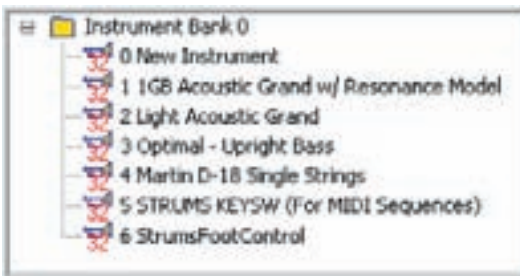 Instrument Bank 0
0 New Instrument
1 1GB Acoustic Grand w/ Resonance Model
2 Light Acoustic Grand
3 Optimal - Upright Bass
4 Martin D-18 Single Strings
5 STRUMS KEYSW (For MIDI Sequences)
6 StrumsFootControl